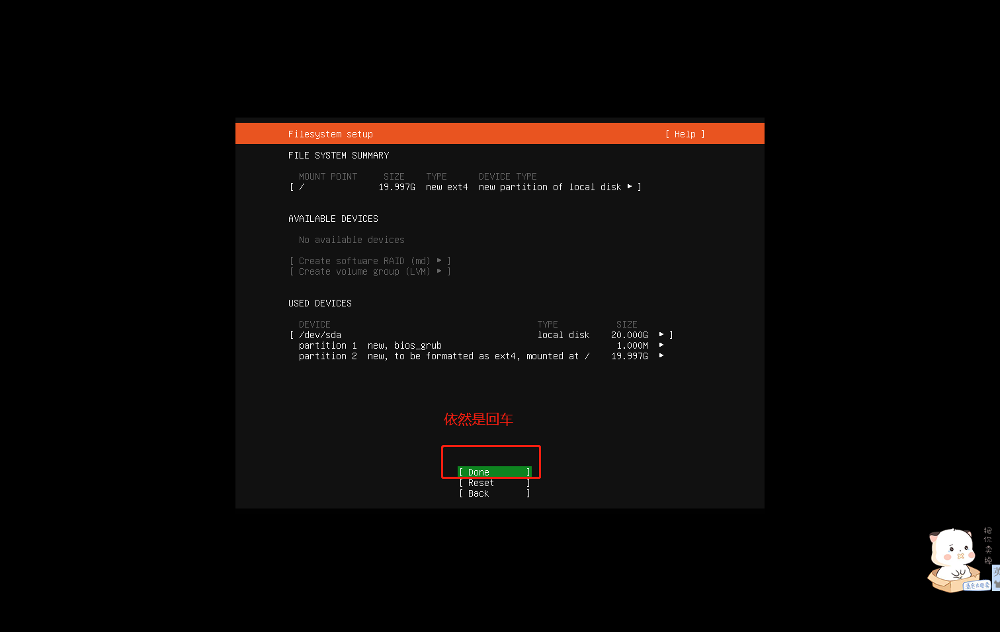 Filesystem setup [ Help ]
FILE SYSTEM SUMMARY
MOUNT POINT SIZE TYPE DEVICE TYPE
[ / 19.997G new ext4 new partition of local disk ▸ ]
AVAILABLE DEVICES
No available devices
[ Create software RAID (md) ▸ ]
[ Create volume group (LVM) ▸ ]
USED DEVICES
DEVICE TYPE SIZE
[ /dev/sda local disk 20.000G ▸ ]
partition 1 new, bios_grub 1.000M ▸
partition 2 new, to be formatted as ext4, mounted at / 19.997G ▸
依然是回车
[ Done ]
[ Reset ]
[ Back ]
把你卖掉
英